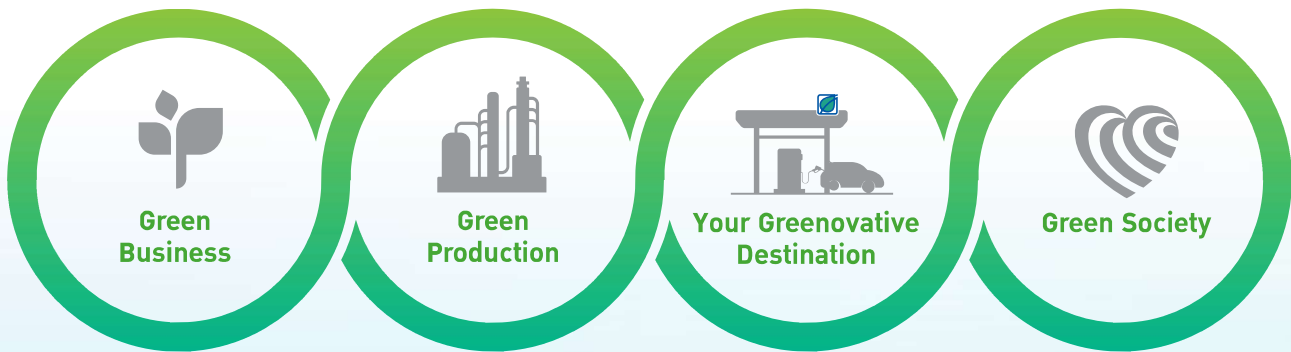 Green
Business
Green
Production
Your Greenovative
Destination
Green Society